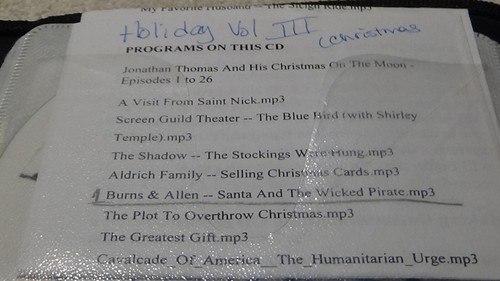 My Favorite Husband -- The Sleigh Ride.mp3
Holiday Vol III
(Christmas
PROGRAMS ON THIS CD
Jonathan Thomas And His Christmas On The Moon -
Episodes 1 to 26
A Visit From Saint Nick.mp3
Screen Guild Theater -- The Blue Bird (with Shirley
Temple).mp3
The Shadow -- The Stockings Were Hung.mp3
Aldrich Family -- Selling Christmas Cards.mp3
Burns & Allen -- Santa And The Wicked Pirate.mp3
The Plot To Overthrow Christmas.mp3
The Greatest Gift.mp3
Cavalcade_Of_America__The_Humanitarian_Urge.mp3